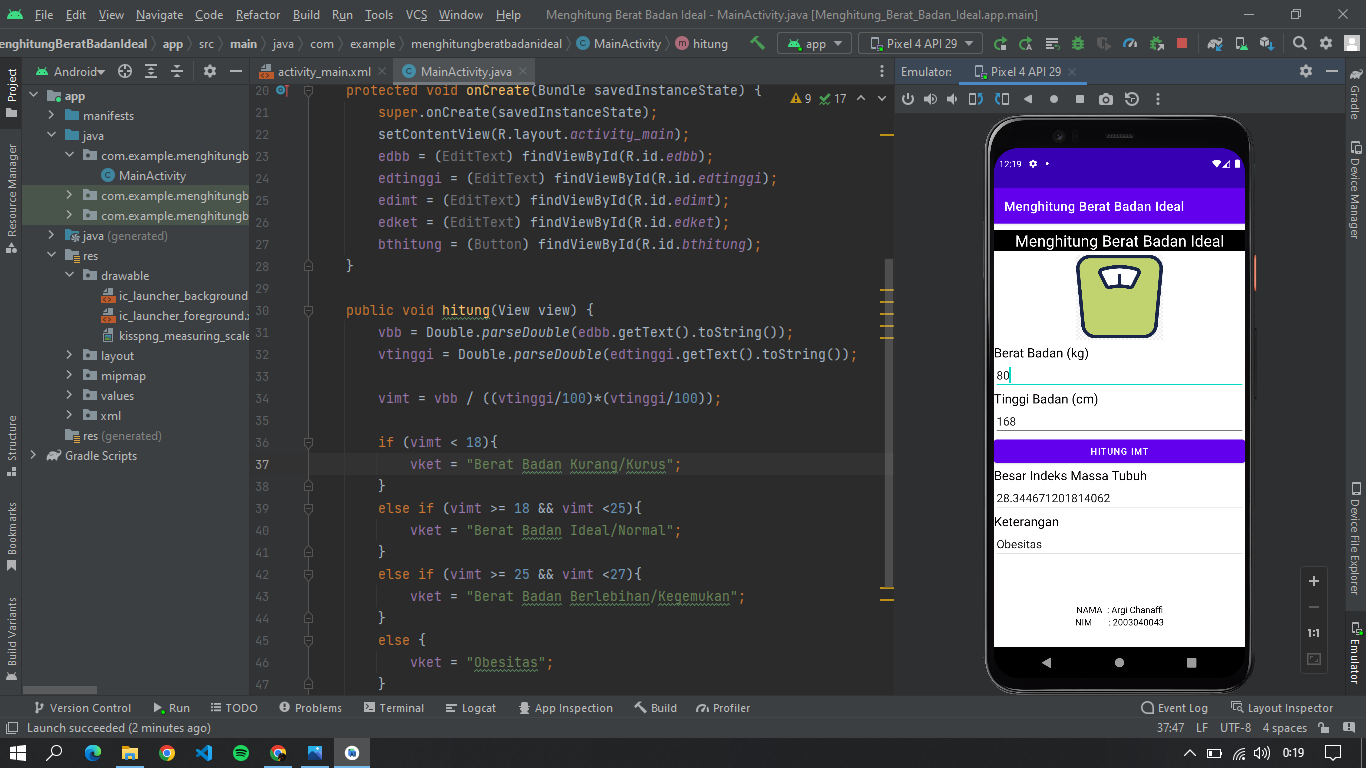 File Edit View Navigate Code Refactor Build Run Tools VCS Window Help Menghitung Berat Badan Ideal - MainActivity.java [Menghitung_Berat_Badan_Ideal.app.main]
enghitungBeratBadanIdeal app src main java com example menghitungberatbadanideal MainActivity hitung app Pixel 4 API 29
Project
Resource Manager
Structure
Bookmarks
Build Variants
Android
app
manifests
java
com.example.menghitungb
MainActivity
com.example.menghitungb
com.example.menghitungb
java (generated)
res
drawable
ic_launcher_background
ic_launcher_foreground.x
kisspng_measuring_scale
layout
mipmap
values
xml
res (generated)
Gradle Scripts
activity_main.xml MainActivity.java
9 17
20 protected void onCreate(Bundle savedInstanceState) {
21 super.onCreate(savedInstanceState);
22 setContentView(R.layout.activity_main);
23 edbb = (EditText) findViewById(R.id.edbb);
24 edtinggi = (EditText) findViewById(R.id.edtinggi);
25 edimt = (EditText) findViewById(R.id.edimt);
26 edket = (EditText) findViewById(R.id.edket);
27 bthitung = (Button) findViewById(R.id.bthitung);
28 }
29
30 public void hitung(View view) {
31 vbb = Double.parseDouble(edbb.getText().toString());
32 vtinggi = Double.parseDouble(edtinggi.getText().toString());
33
34 vimt = vbb / ((vtinggi/100)*(vtinggi/100));
35
36 if (vimt < 18){
37 vket = "Berat Badan Kurang/Kurus";
38 }
39 else if (vimt >= 18 && vimt <25){
40 vket = "Berat Badan Ideal/Normal";
41 }
42 else if (vimt >= 25 && vimt <27){
43 vket = "Berat Badan Berlebihan/Kegemukan";
44 }
45 else {
46 vket = "Obesitas";
47 }
Emulator: Pixel 4 API 29
12:19
Menghitung Berat Badan Ideal
Menghitung Berat Badan Ideal
Berat Badan (kg)
80
Tinggi Badan (cm)
168
HITUNG IMT
Besar Indeks Massa Tubuh
28.344671201814062
Keterangan
Obesitas
NAMA : Argi Chanaffi
NIM : 2003040043
1:1
Gradle
Device Manager
Device File Explorer
Emulator
Version Control Run TODO Problems Terminal Logcat App Inspection Build Profiler Event Log Layout Inspector
Launch succeeded (2 minutes ago) 37:47 LF UTF-8 4 spaces
0:19